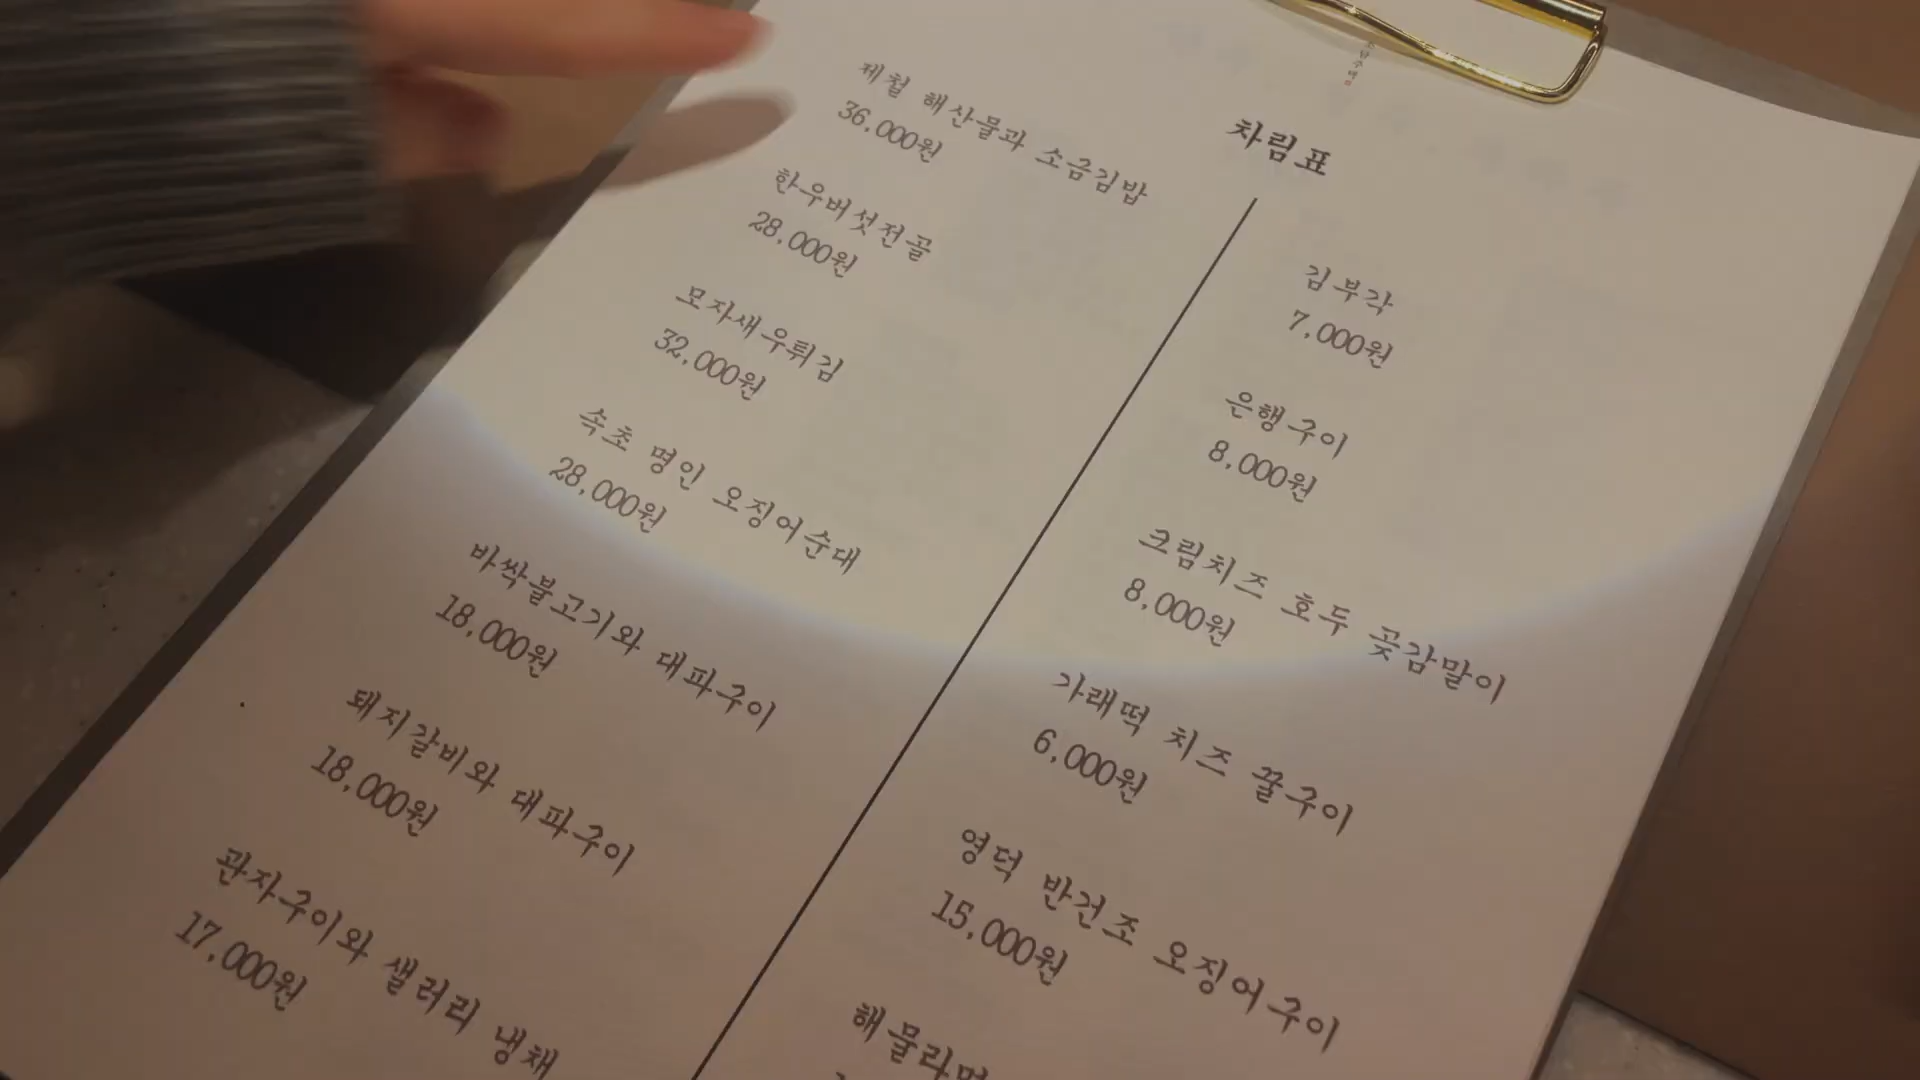 차림표
제철 해산물과 소금김밥
36,000원
한우버섯전골
28,000원
모자새우튀김
32,000원
속초 명인 오징어순대
28,000원
바싹불고기와 대파구이
18,000원
돼지갈비와 대파구이
18,000원
관자구이와 샐러리 냉채
17,000원
김부각
7,000원
은행구이
8,000원
크림치즈 호두 곶감말이
8,000원
가래떡 치즈 꿀구이
6,000원
영덕 반건조 오징어구이
15,000원
해물라면